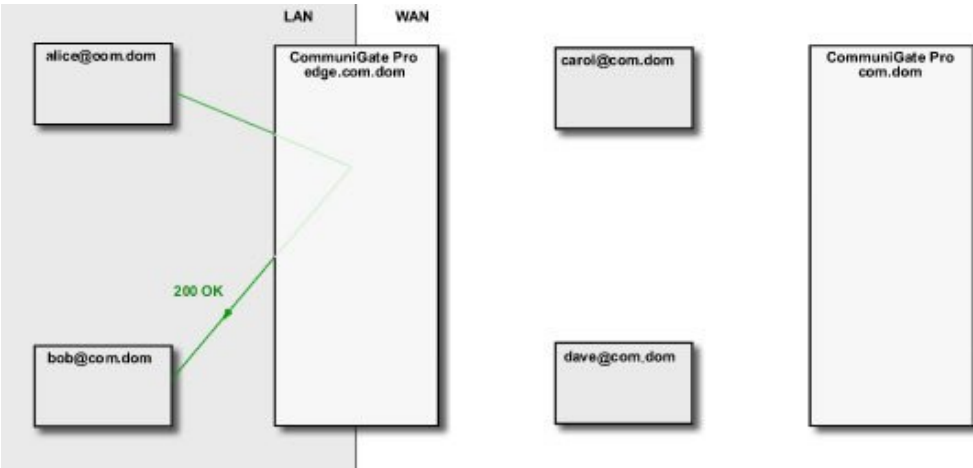 LAN WAN
alice@com.dom
CommuniGate Pro
edge.com.dom
carol@com.dom
CommuniGate Pro
com.dom
200 OK
bob@com.dom
dave@com.dom